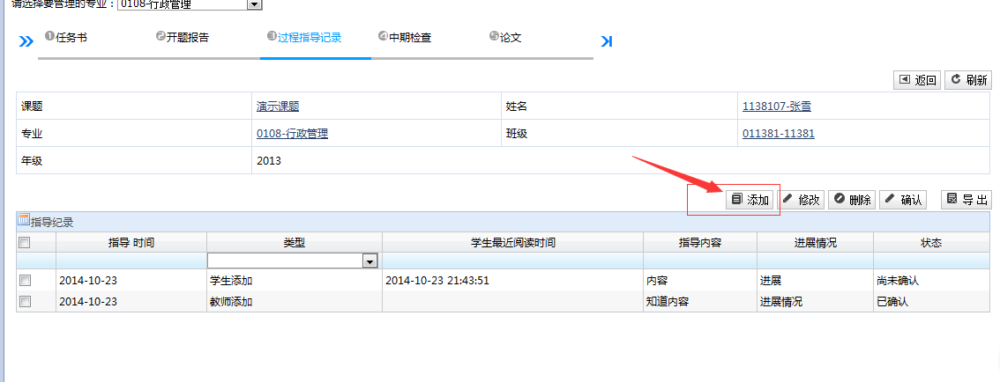 请选择要管理的专业：0108-行政管理
1任务书 2开题报告 3过程指导记录 4中期检查 5论文
返回 刷新
课题 演示课题 姓名 1138107-张雪
专业 0108-行政管理 班级 011381-11381
年级 2013
添加 修改 删除 确认 导 出
指导纪录
指导 时间 类型 学生最近阅读时间 指导内容 进展情况 状态
2014-10-23 学生添加 2014-10-23 21:43:51 内容 进展 尚未确认
2014-10-23 教师添加 知道内容 进展情况 已确认